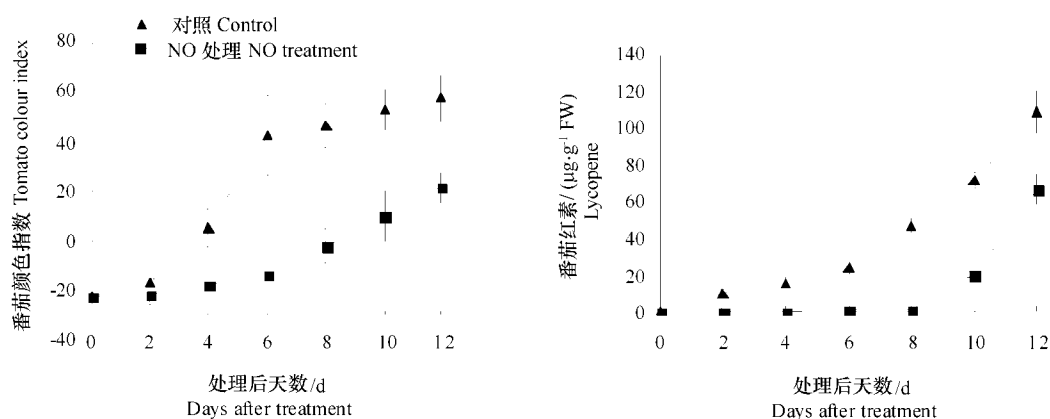 ▲ 对照 Control
■ NO 处理 NO treatment
番茄颜色指数 Tomato colour index
80
60
40
20
0
-20
-40
0 2 4 6 8 10 12
处理后天数/d
Days after treatment
番茄红素/(μg·g⁻¹ FW)
Lycopene
140
120
100
80
60
40
20
0
0 2 4 6 8 10 12
处理后天数/d
Days after treatment